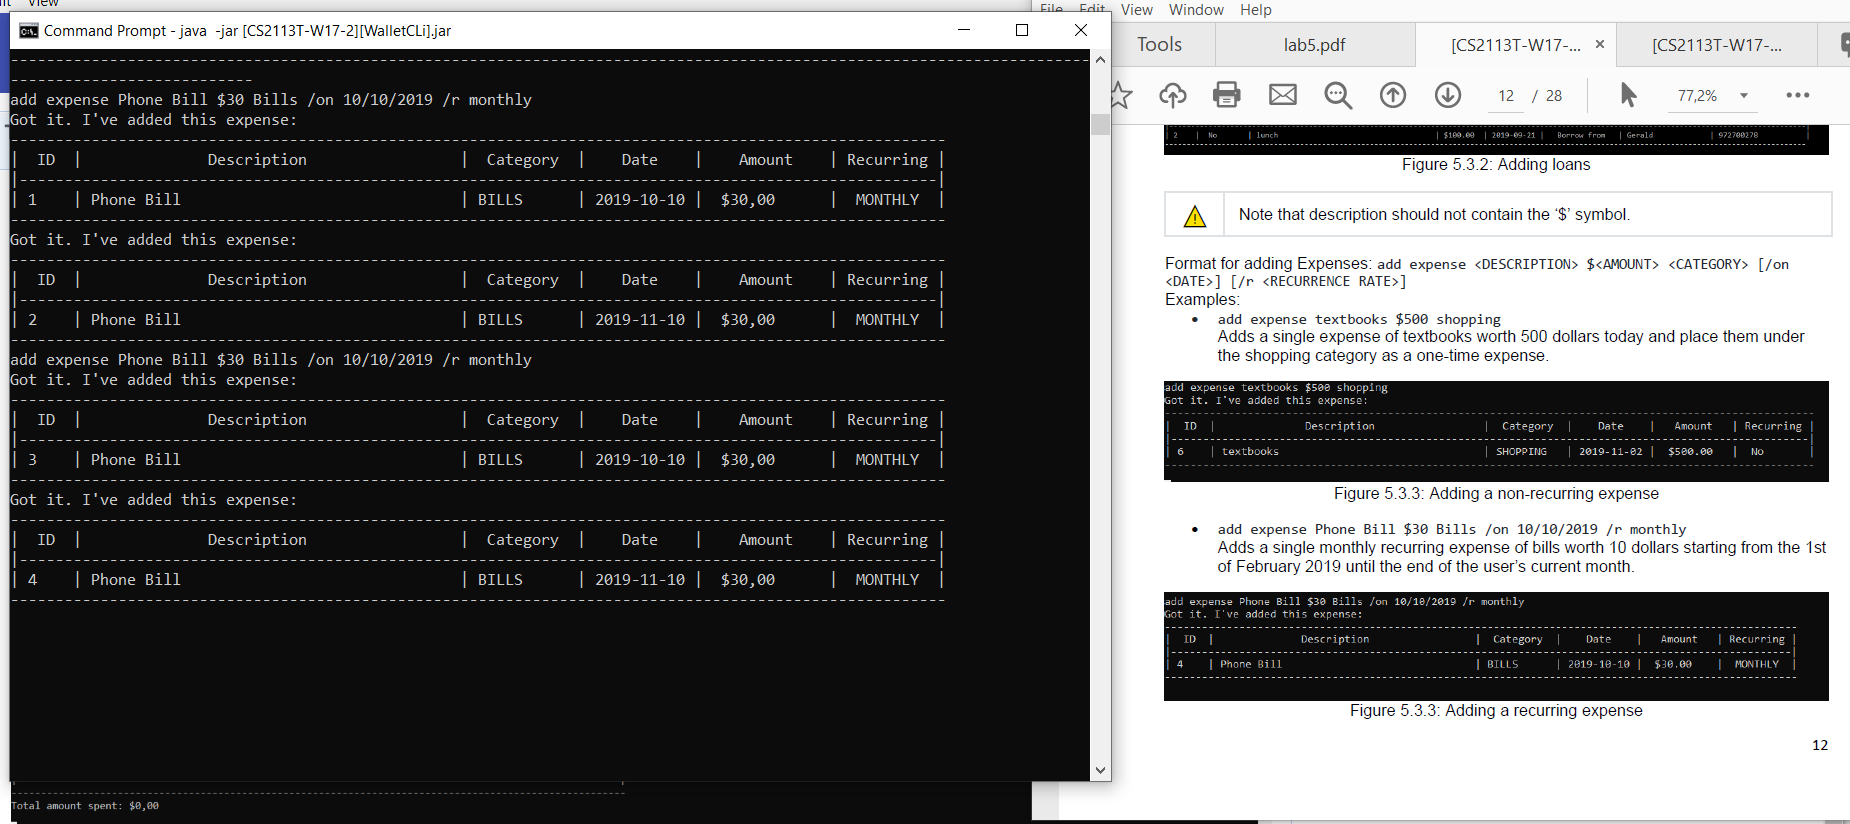 View
Command Prompt - java  -jar [CS2113T-W17-2][WalletCLi].jar
add expense Phone Bill $30 Bills /on 10/10/2019 /r monthly
Got it. I've added this expense:
| ID | Description | Category | Date | Amount | Recurring |
| 1 | Phone Bill | BILLS | 2019-10-10 | $30,00 | MONTHLY |
Got it. I've added this expense:
| ID | Description | Category | Date | Amount | Recurring |
| 2 | Phone Bill | BILLS | 2019-11-10 | $30,00 | MONTHLY |
add expense Phone Bill $30 Bills /on 10/10/2019 /r monthly
Got it. I've added this expense:
| ID | Description | Category | Date | Amount | Recurring |
| 3 | Phone Bill | BILLS | 2019-10-10 | $30,00 | MONTHLY |
Got it. I've added this expense:
| ID | Description | Category | Date | Amount | Recurring |
| 4 | Phone Bill | BILLS | 2019-11-10 | $30,00 | MONTHLY |
Total amount spent: $0,00
File Edit View Window Help
Tools lab5.pdf [CS2113T-W17-... × [CS2113T-W17-...
12 / 28 77,2%
| 2 | No | lunch | $100.00 | 2019-09-21 | Borrow from | Gerald | 972700278 |
Figure 5.3.2: Adding loans
Note that description should not contain the ‘$’ symbol.
Format for adding Expenses: add expense <DESCRIPTION> $<AMOUNT> <CATEGORY> [/on
<DATE>] [/r <RECURRENCE RATE>]
Examples:
• add expense textbooks $500 shopping
Adds a single expense of textbooks worth 500 dollars today and place them under
the shopping category as a one-time expense.
add expense textbooks $500 shopping
Got it. I've added this expense:
| ID | Description | Category | Date | Amount | Recurring |
| 6 | textbooks | SHOPPING | 2019-11-02 | $500.00 | No |
Figure 5.3.3: Adding a non-recurring expense
• add expense Phone Bill $30 Bills /on 10/10/2019 /r monthly
Adds a single monthly recurring expense of bills worth 10 dollars starting from the 1st
of February 2019 until the end of the user’s current month.
add expense Phone Bill $30 Bills /on 10/10/2019 /r monthly
Got it. I've added this expense:
| ID | Description | Category | Date | Amount | Recurring |
| 4 | Phone Bill | BILLS | 2019-10-10 | $30.00 | MONTHLY |
Figure 5.3.3: Adding a recurring expense
12